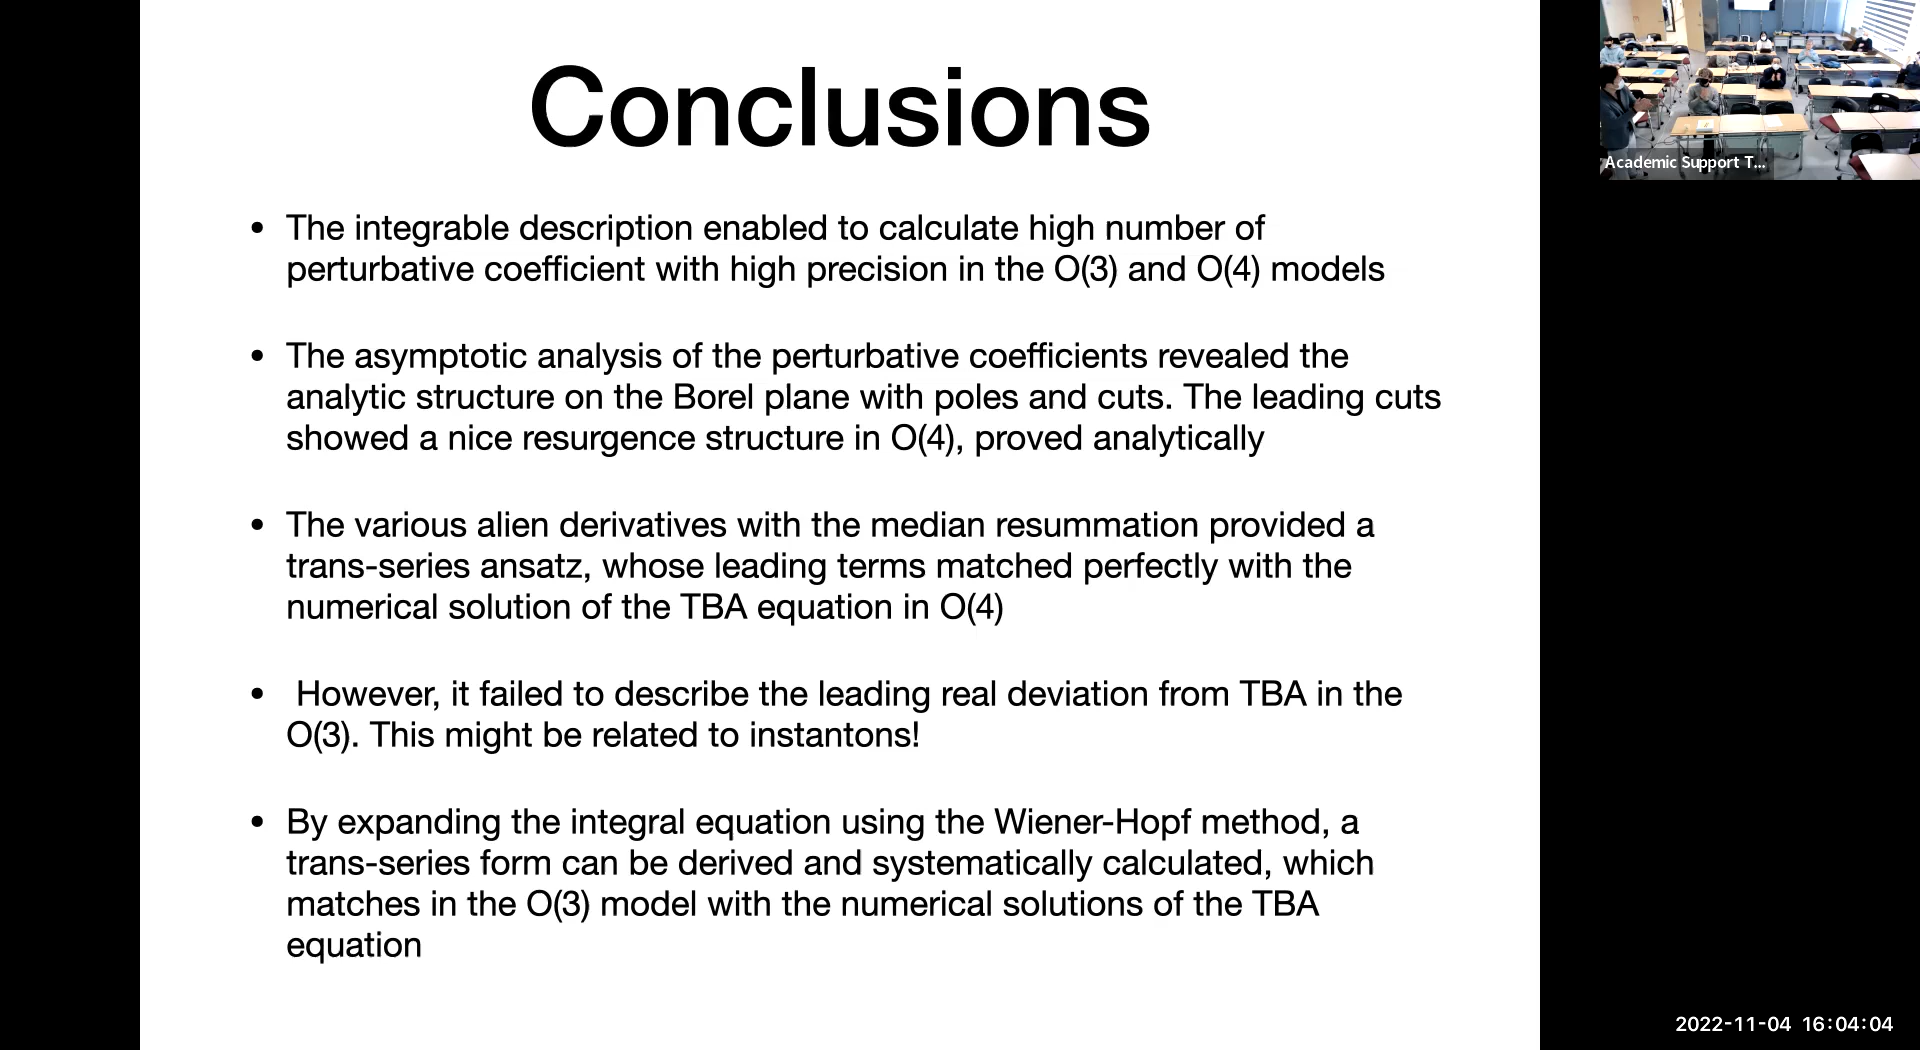 Conclusions
• The integrable description enabled to calculate high number of
perturbative coefficient with high precision in the O(3) and O(4) models
• The asymptotic analysis of the perturbative coefficients revealed the
analytic structure on the Borel plane with poles and cuts. The leading cuts
showed a nice resurgence structure in O(4), proved analytically
• The various alien derivatives with the median resummation provided a
trans-series ansatz, whose leading terms matched perfectly with the
numerical solution of the TBA equation in O(4)
• However, it failed to describe the leading real deviation from TBA in the
O(3). This might be related to instantons!
• By expanding the integral equation using the Wiener-Hopf method, a
trans-series form can be derived and systematically calculated, which
matches in the O(3) model with the numerical solutions of the TBA
equation
Academic Support T...
2022-11-04 16:04:04